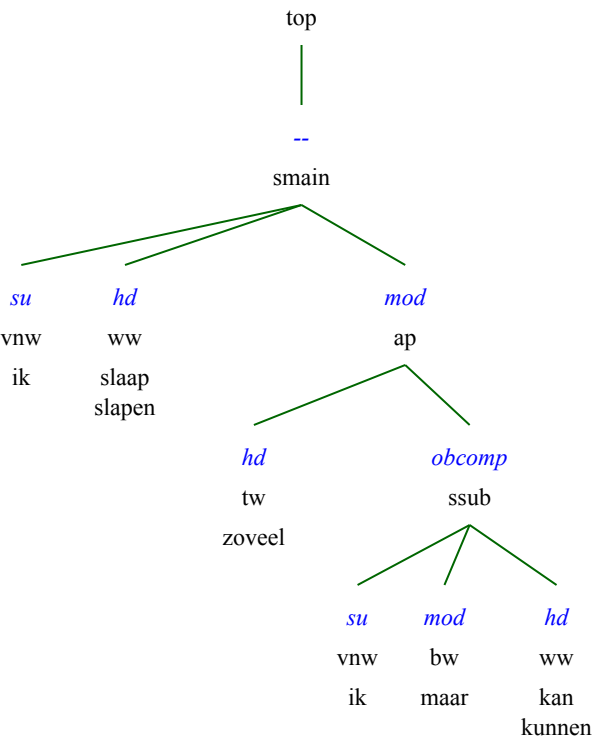 top
--
smain
su hd mod
vnw ww ap
ik slaap
slapen
hd obcomp
tw ssub
zoveel
su mod hd
vnw bw ww
ik maar kan
kunnen